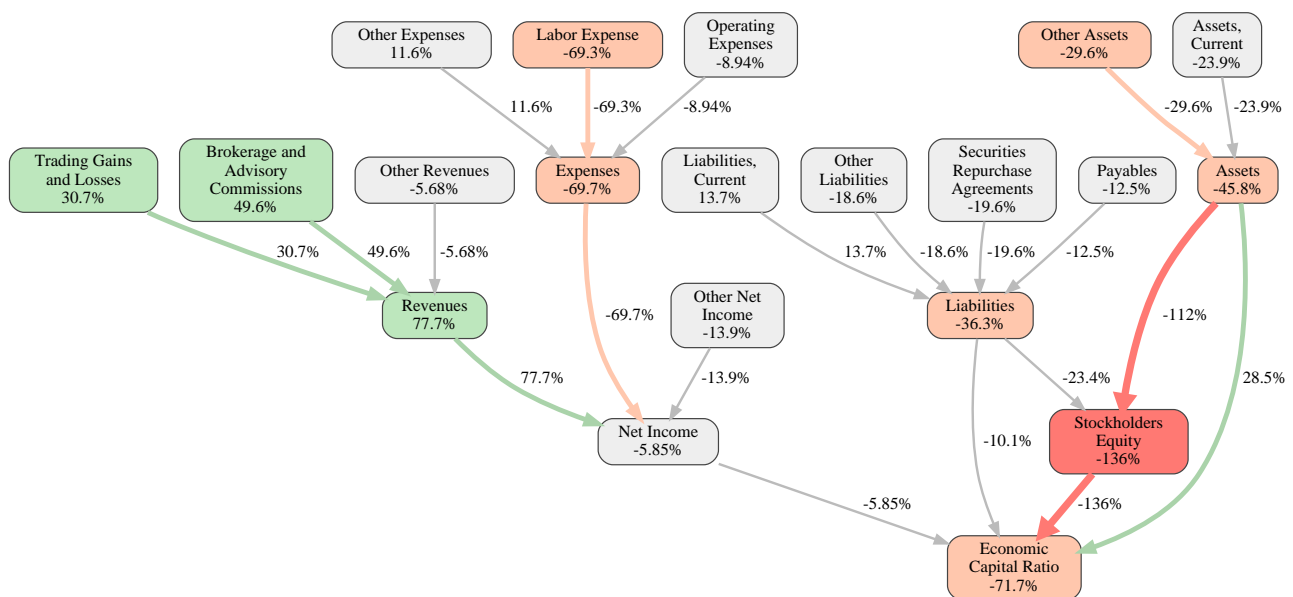 Other Expenses
11.6%
Labor Expense
-69.3%
Operating
Expenses
-8.94%
Other Assets
-29.6%
Assets,
Current
-23.9%
11.6%
-69.3%
-8.94%
-29.6%
-23.9%
Trading Gains
and Losses
30.7%
Brokerage and
Advisory
Commissions
49.6%
Other Revenues
-5.68%
Expenses
-69.7%
Liabilities,
Current
13.7%
Other
Liabilities
-18.6%
Securities
Repurchase
Agreements
-19.6%
Payables
-12.5%
Assets
-45.8%
30.7%
49.6%
-5.68%
13.7%
-18.6%
-19.6%
-12.5%
Revenues
77.7%
-69.7%
Other Net
Income
-13.9%
Liabilities
-36.3%
-112%
77.7%
-13.9%
-23.4%
28.5%
Net Income
-5.85%
-10.1%
Stockholders
Equity
-136%
-5.85%
-136%
Economic
Capital Ratio
-71.7%